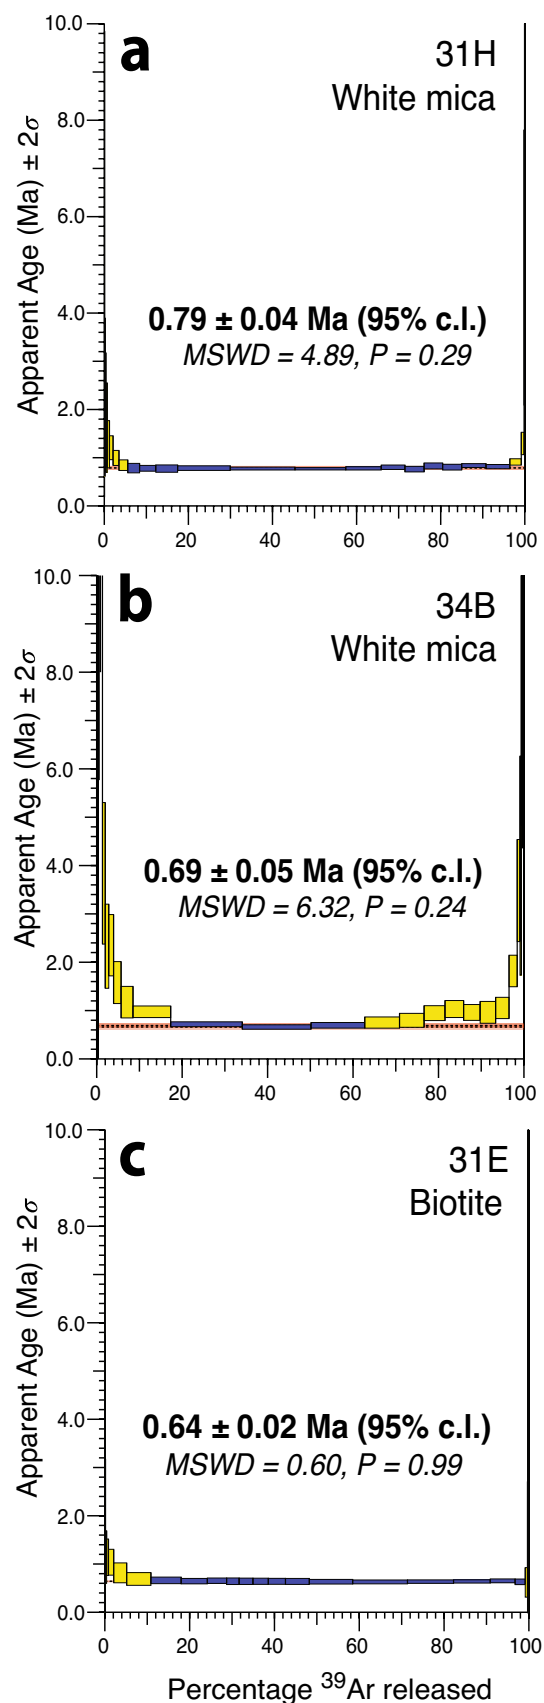 a
31H
White mica
Apparent Age (Ma) ± 2σ
10.0
8.0
6.0
4.0
2.0
0.0
0.79 ± 0.04 Ma (95% c.l.)
MSWD = 4.89, P = 0.29
0 20 40 60 80 100
b
34B
White mica
Apparent Age (Ma) ± 2σ
10.0
8.0
6.0
4.0
2.0
0.0
0.69 ± 0.05 Ma (95% c.l.)
MSWD = 6.32, P = 0.24
0 20 40 60 80 100
c
31E
Biotite
Apparent Age (Ma) ± 2σ
10.0
8.0
6.0
4.0
2.0
0.0
0.64 ± 0.02 Ma (95% c.l.)
MSWD = 0.60, P = 0.99
0 20 40 60 80 100
Percentage ³⁹Ar released